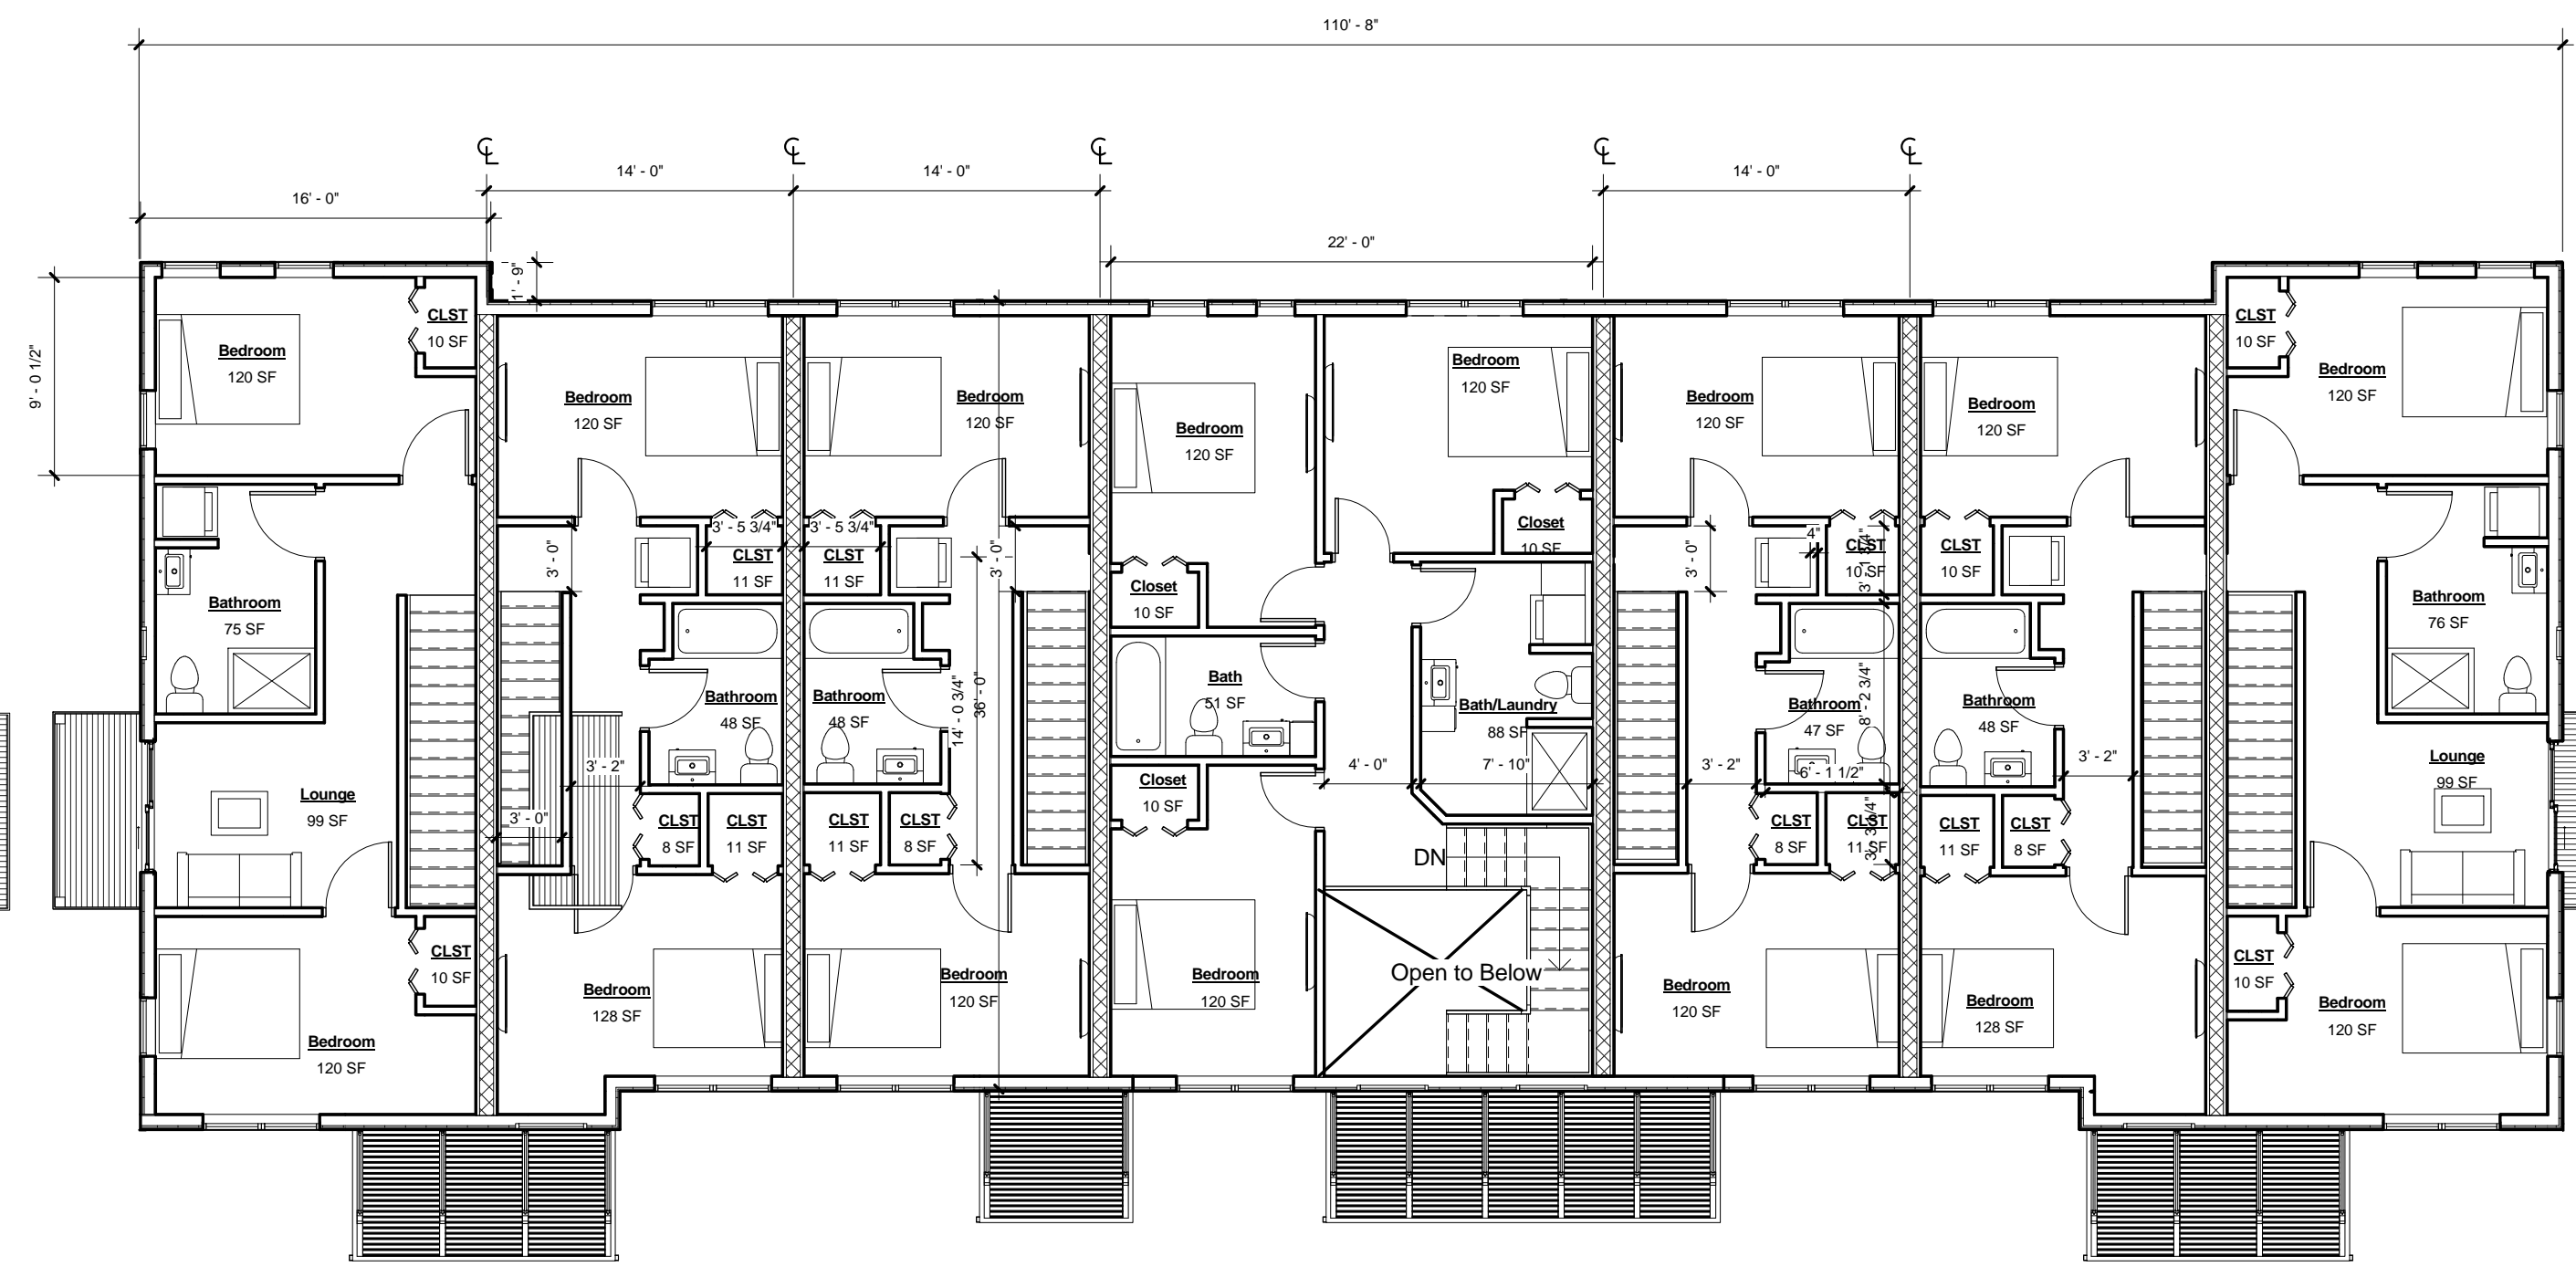 110' - 8"
℄
℄
℄
℄
℄
14' - 0"
14' - 0"
14' - 0"
16' - 0"
22' - 0"
1' - 9"
9' - 0 1/2"
CLST
10 SF
Bedroom
120 SF
Bedroom
120 SF
Bedroom
120 SF
Bedroom
120 SF
Bedroom
120 SF
Bedroom
120 SF
Bedroom
120 SF
CLST
10 SF
Bedroom
120 SF
3' - 5 3/4"
3' - 5 3/4"
3' - 0"
CLST
11 SF
CLST
11 SF
3' - 0"
Closet
10 SF
Closet
10 SF
3' - 0"
4"
CLST
10 SF
3' - 1 3/4"
CLST
10 SF
Bathroom
75 SF
Bathroom
48 SF
Bathroom
48 SF
14' - 0 3/4"
36' - 0"
Bath
51 SF
Bath/Laundry
88 SF
Bathroom
47 SF
8' - 2 3/4"
Bathroom
48 SF
Bathroom
76 SF
3' - 2"
4' - 0"
7' - 10"
3' - 2"
6' - 1 1/2"
3' - 2"
Lounge
99 SF
3' - 0"
CLST
8 SF
CLST
11 SF
CLST
11 SF
CLST
8 SF
Closet
10 SF
CLST
8 SF
CLST
11 SF
CLST
11 SF
CLST
8 SF
Lounge
99 SF
DN
CLST
10 SF
Bedroom
120 SF
Bedroom
128 SF
Bedroom
120 SF
Bedroom
120 SF
Open to Below
Bedroom
120 SF
Bedroom
128 SF
CLST
10 SF
Bedroom
120 SF